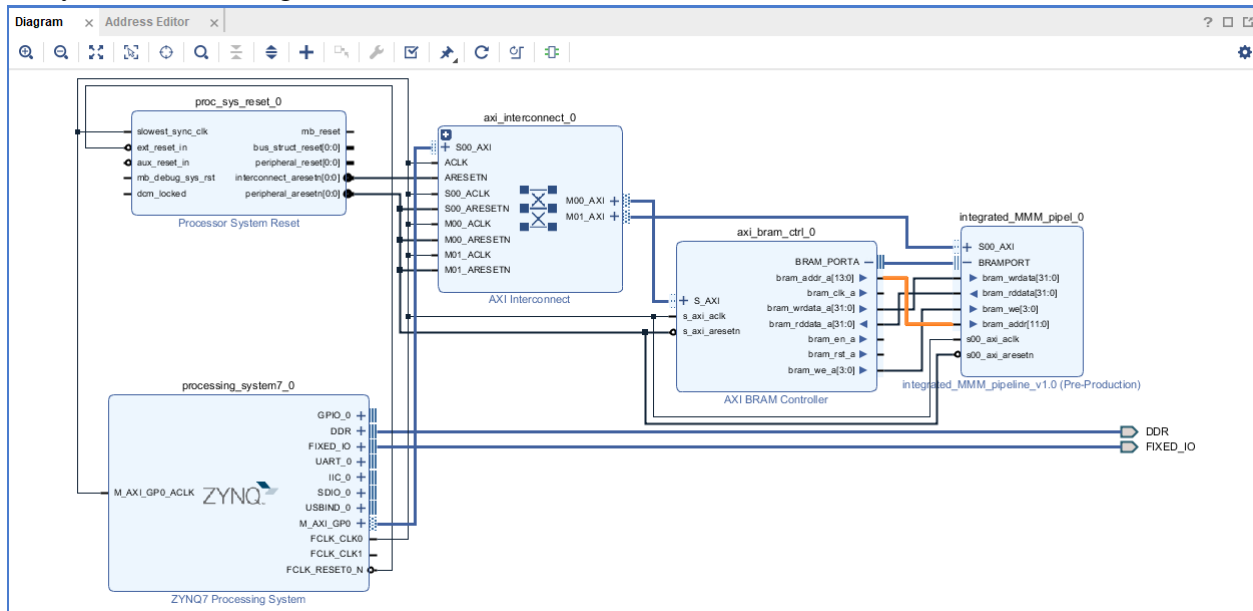 Diagram
Address Editor
proc_sys_reset_0
slowest_sync_clk
ext_reset_in
aux_reset_in
mb_debug_sys_rst
dcm_locked
mb_reset
bus_struct_reset[0:0]
peripheral_reset[0:0]
interconnect_aresetn[0:0]
peripheral_aresetn[0:0]
Processor System Reset
axi_interconnect_0
S00_AXI
ACLK
ARESETN
S00_ACLK
S00_ARESETN
M00_ACLK
M00_ARESETN
M01_ACLK
M01_ARESETN
M00_AXI
M01_AXI
AXI Interconnect
axi_bram_ctrl_0
S_AXI
s_axi_aclk
s_axi_aresetn
BRAM_PORTA
bram_addr_a[13:0]
bram_clk_a
bram_wrdata_a[31:0]
bram_rddata_a[31:0]
bram_en_a
bram_rst_a
bram_we_a[3:0]
AXI BRAM Controller
integrated_MMM_pipel_0
S00_AXI
BRAMPORT
bram_wrdata[31:0]
bram_rddata[31:0]
bram_we[3:0]
bram_addr[11:0]
s00_axi_aclk
s00_axi_aresetn
integrated_MMM_pipeline_v1.0 (Pre-Production)
processing_system7_0
M_AXI_GP0_ACLK
ZYNQ
GPIO_0
DDR
FIXED_IO
UART_0
IIC_0
SDIO_0
USBIND_0
M_AXI_GP0
FCLK_CLK0
FCLK_CLK1
FCLK_RESET0_N
ZYNQ7 Processing System
DDR
FIXED_IO